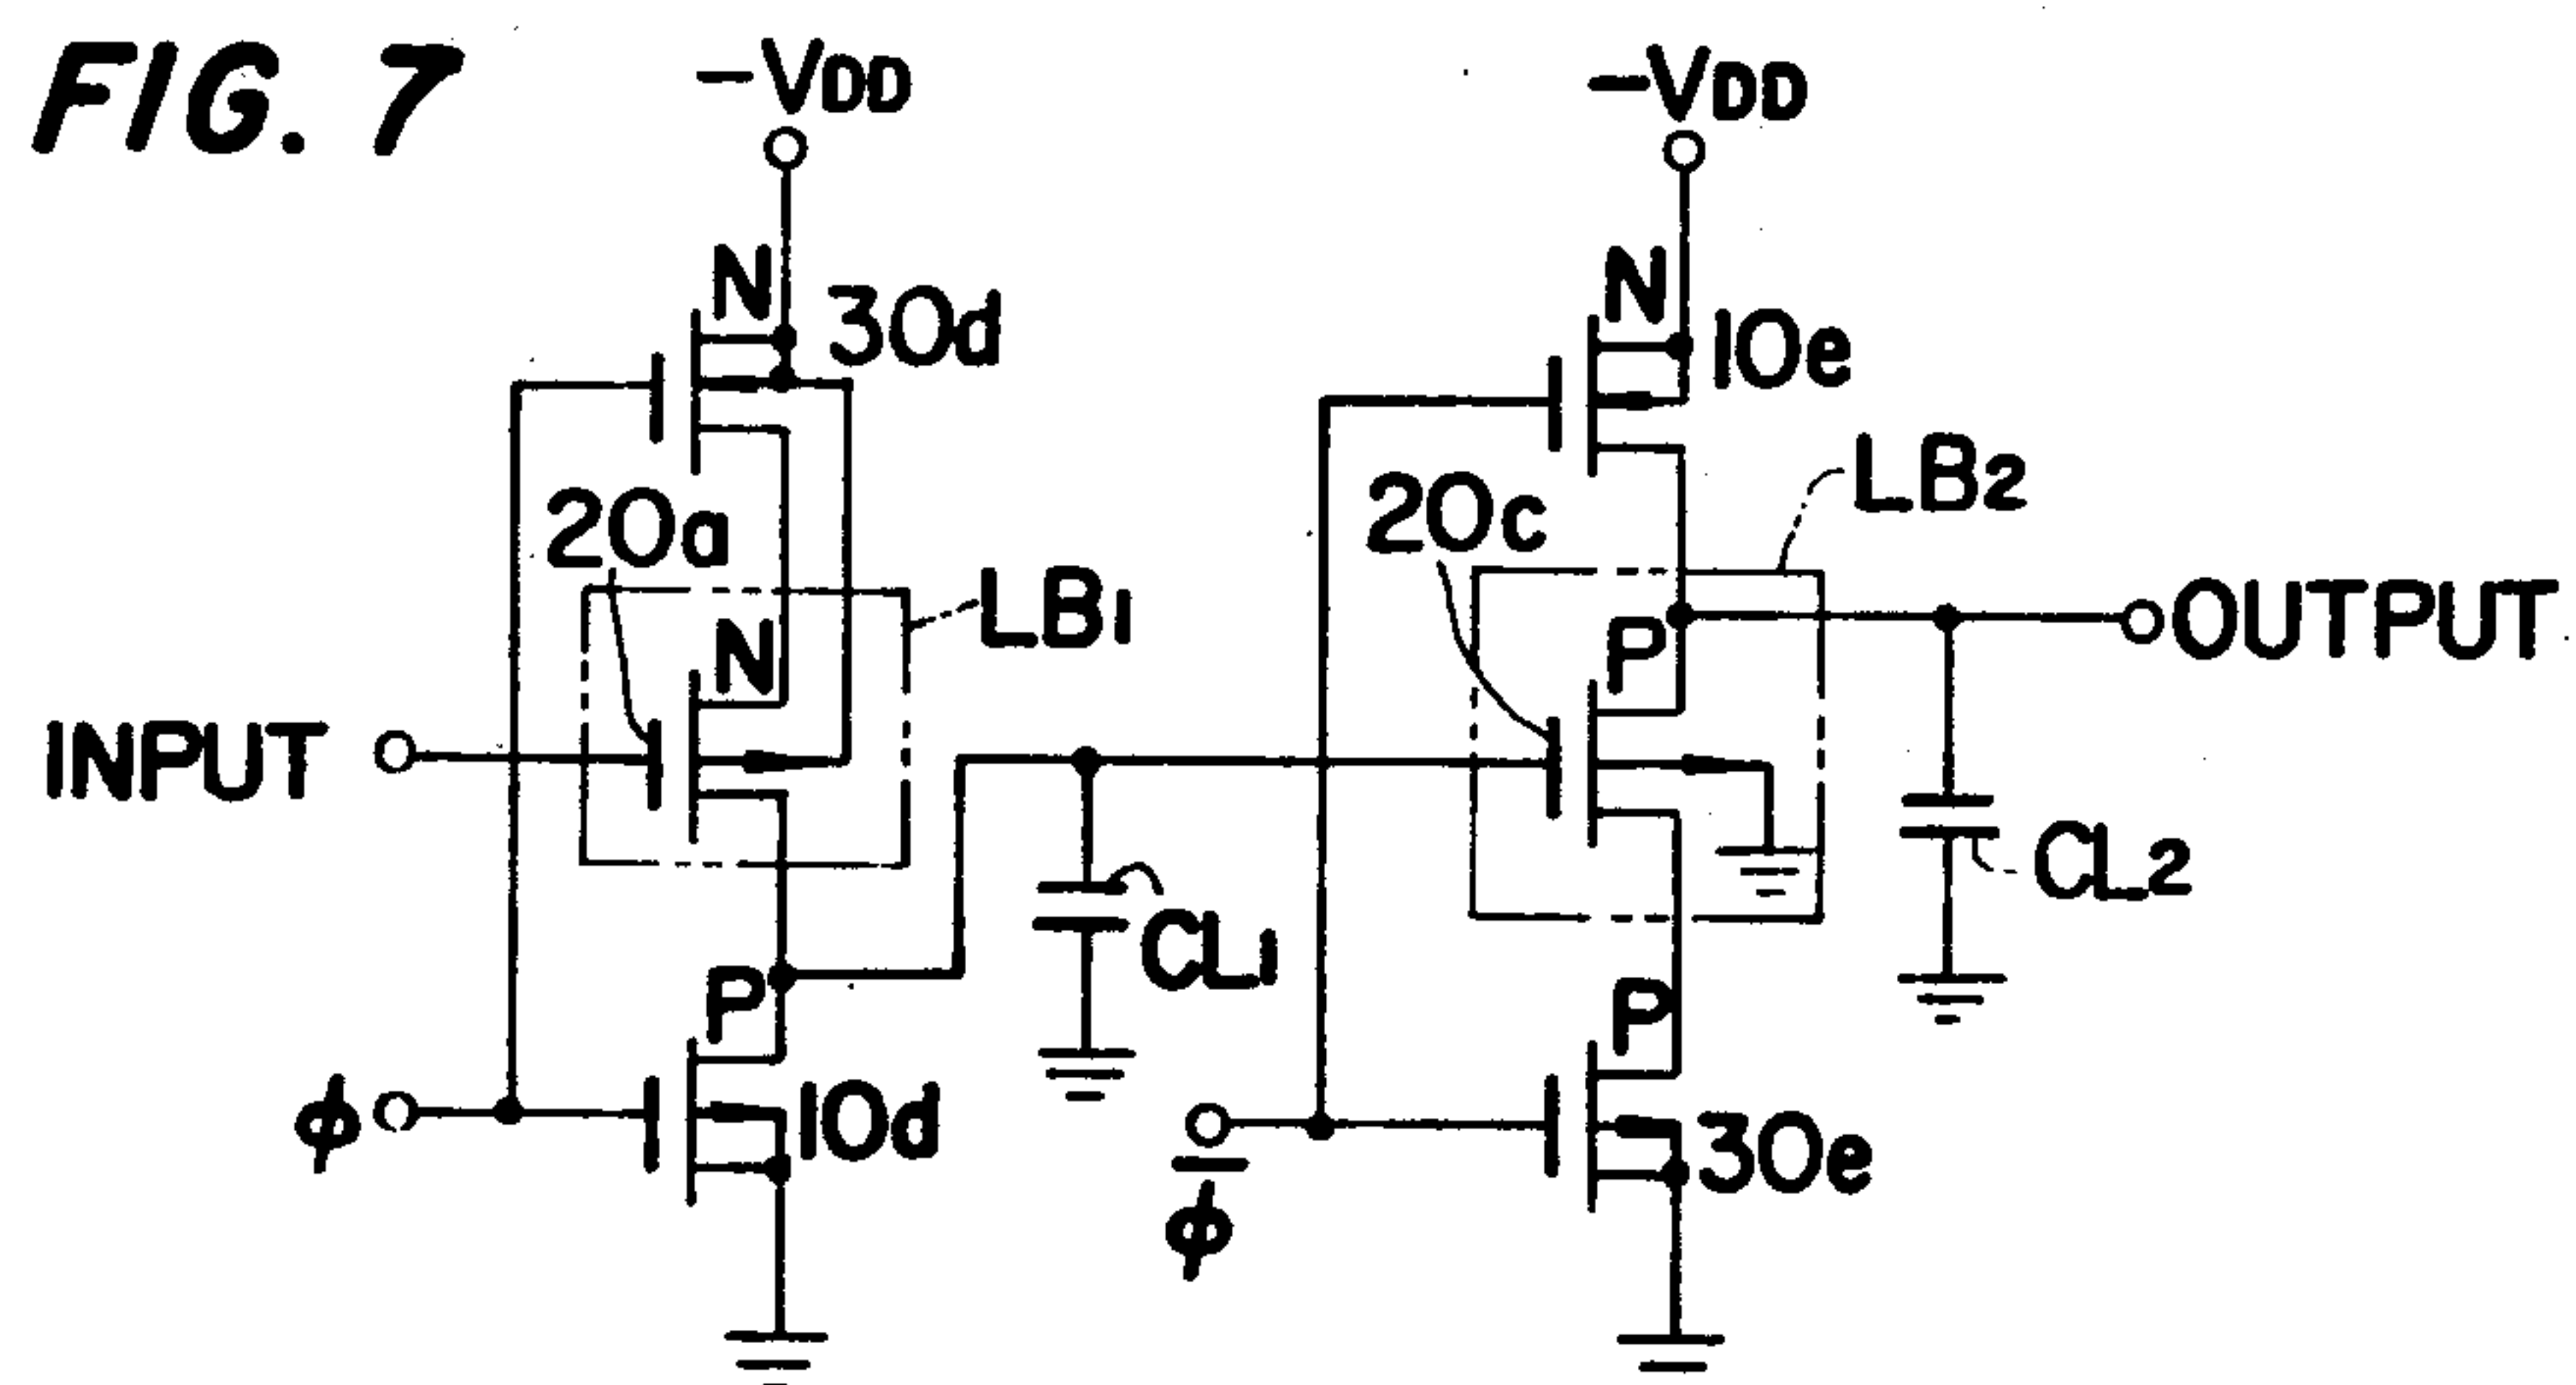 FIG. 7
-VDD
-VDD
N
30d
N
10e
20a
20c
LB2
N
LB1
P
OUTPUT
INPUT
CL1
CL2
P
P
φ
10d
30e
φ̅